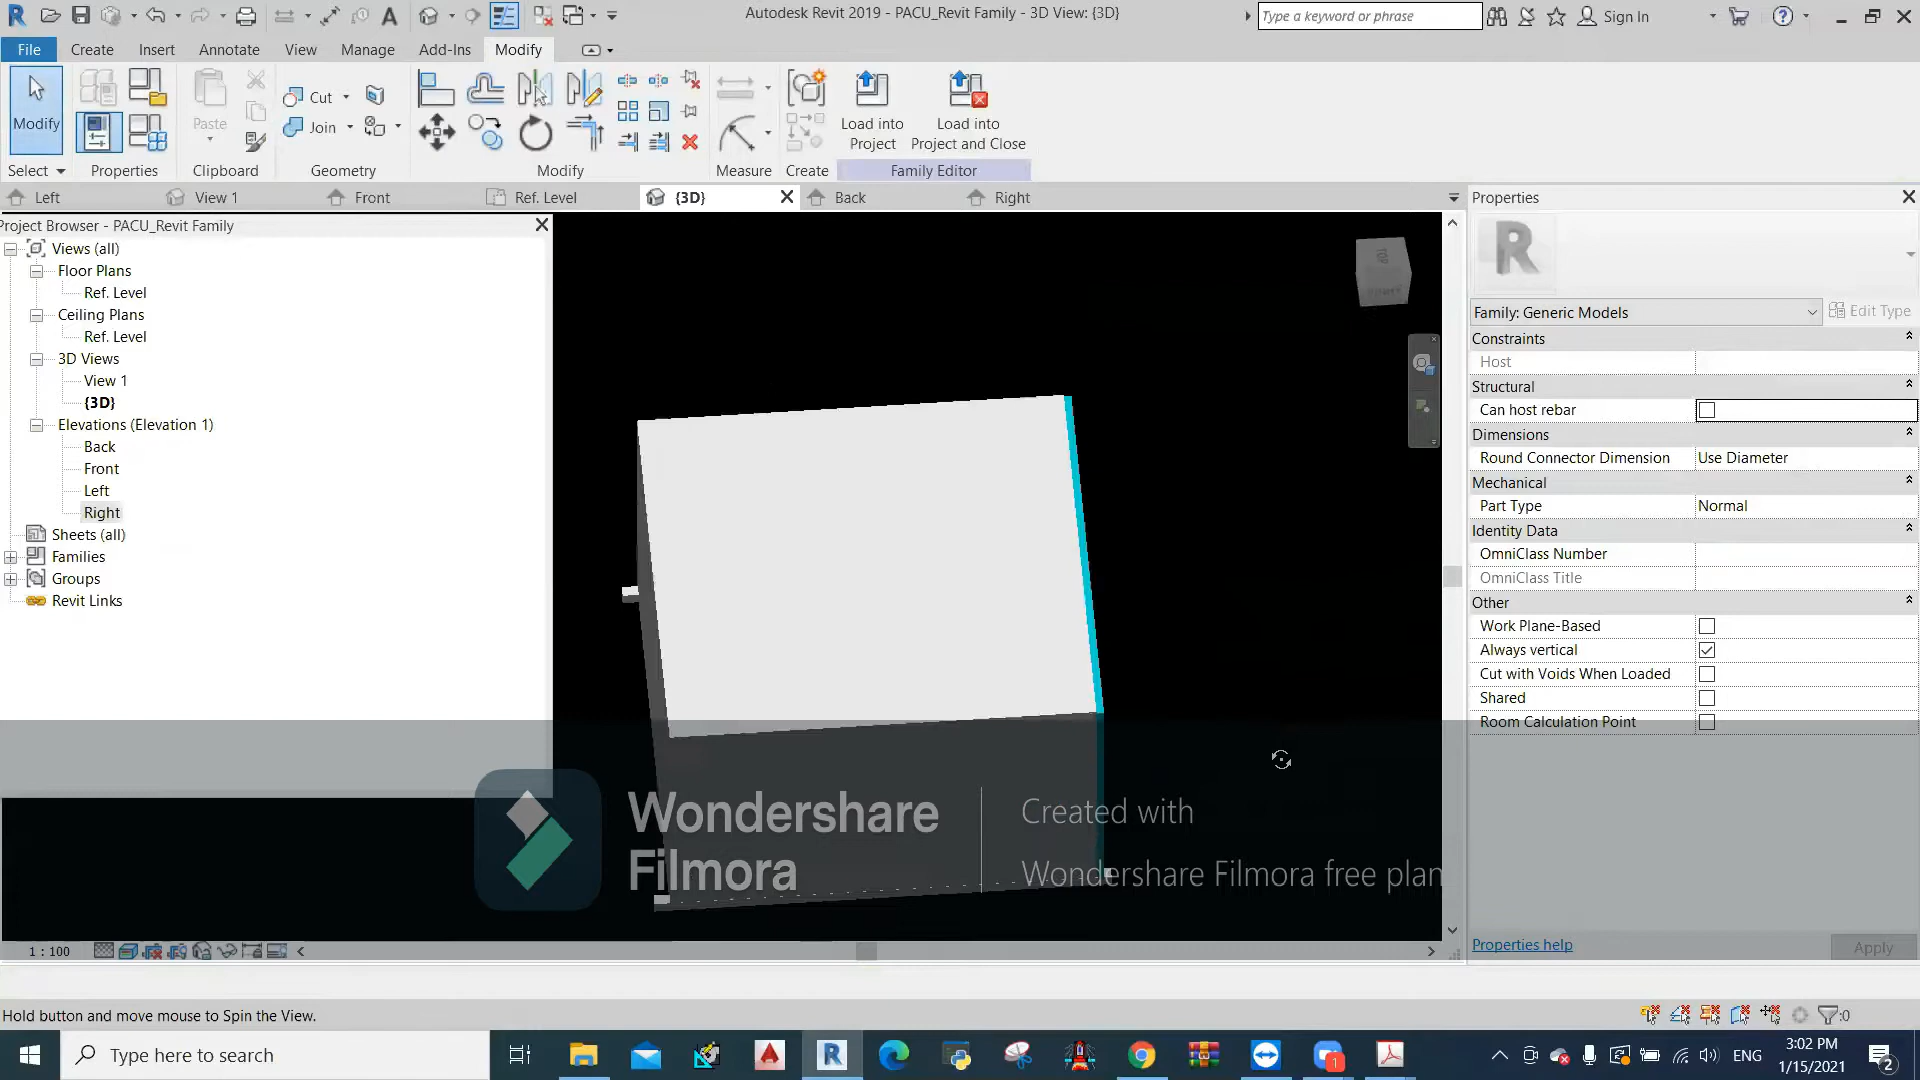 Autodesk Revit 2019 - PACU_Revit Family - 3D View: {3D}
Type a keyword or phrase
Sign In
File
Create
Insert
Annotate
View
Manage
Add-Ins
Modify
Modify
Paste
Cut
Join
Load into
Project
Load into
Project and Close
Select
Properties
Clipboard
Geometry
Modify
Measure
Create
Family Editor
Left
View 1
Front
Ref. Level
{3D}
Back
Right
Project Browser - PACU_Revit Family
Views (all)
Floor Plans
Ref. Level
Ceiling Plans
Ref. Level
3D Views
View 1
{3D}
Elevations (Elevation 1)
Back
Front
Left
Right
Sheets (all)
Families
Groups
Revit Links
TOP
Properties
Family: Generic Models
Edit Type
Constraints
Host
Structural
Can host rebar
Dimensions
Round Connector Dimension Use Diameter
Mechanical
Part Type Normal
Identity Data
OmniClass Number
OmniClass Title
Other
Work Plane-Based
Always vertical
Cut with Voids When Loaded
Shared
Room Calculation Point
Properties help
Apply
Wondershare
Filmora
Created with
Wondershare Filmora free plan
1 : 100
Hold button and move mouse to Spin the View.
:0
Type here to search
1
ENG
3:02 PM
1/15/2021
2